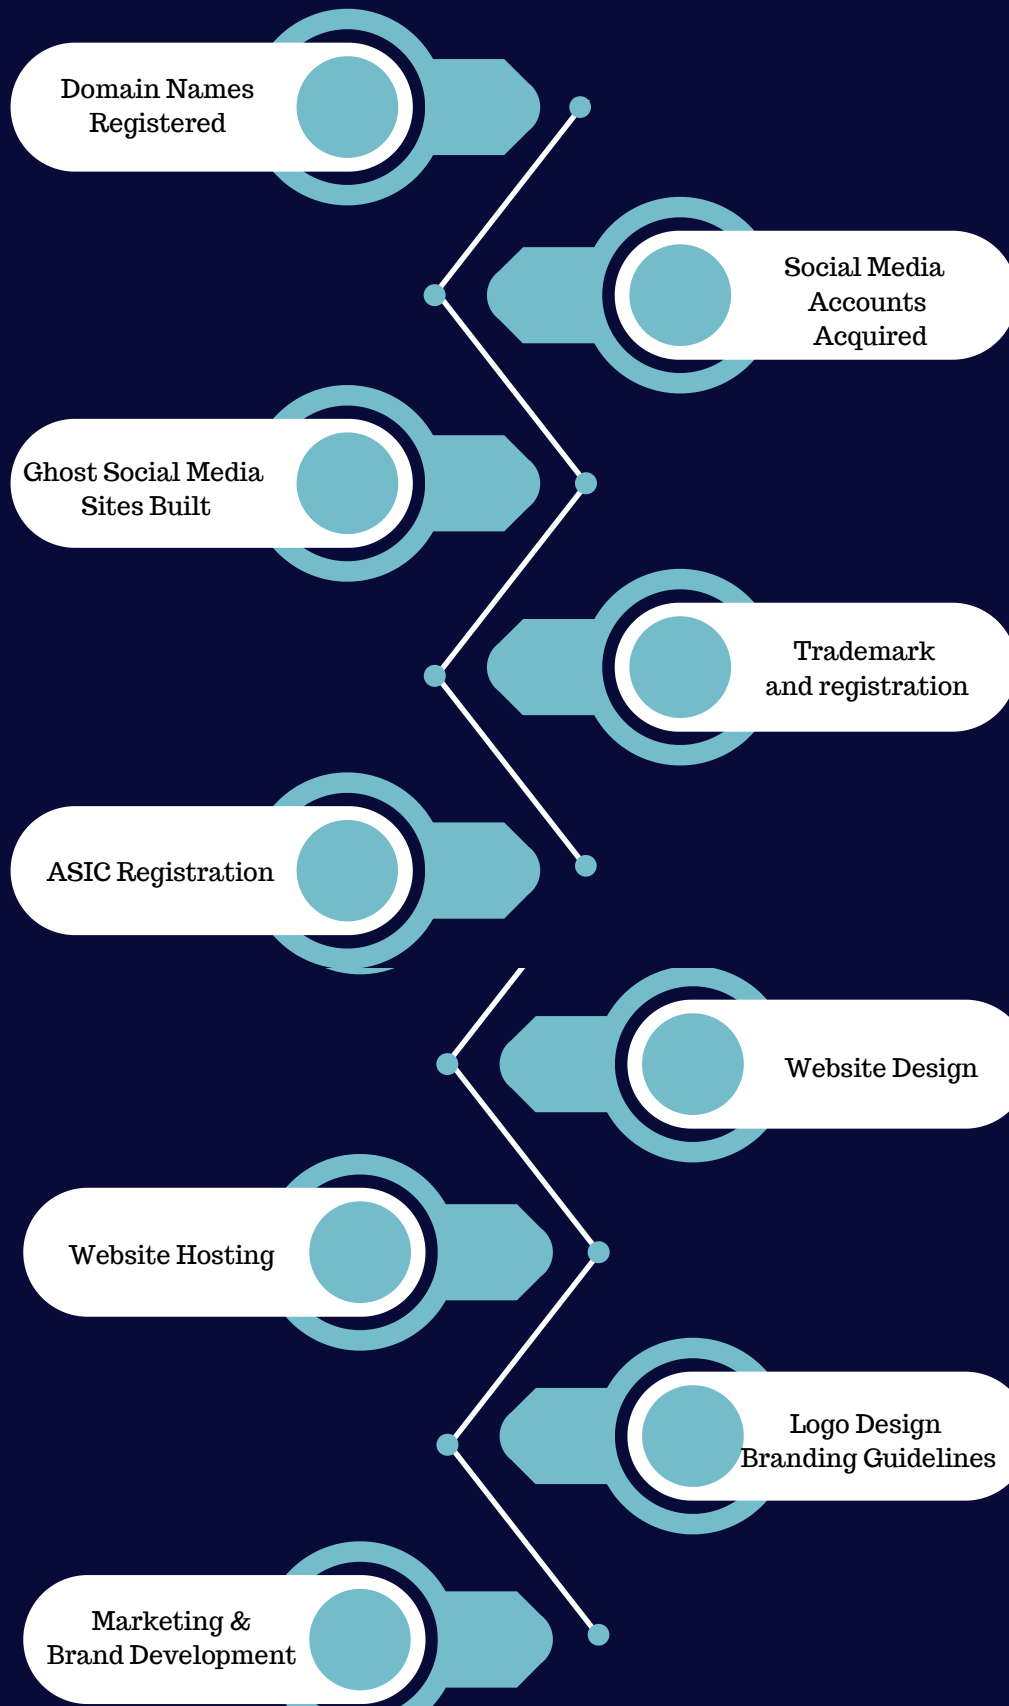 Domain Names
Registered
Social Media
Accounts
Acquired
Ghost Social Media
Sites Built
Trademark
and registration
ASIC Registration
Website Design
Website Hosting
Logo Design
Branding Guidelines
Marketing &
Brand Development